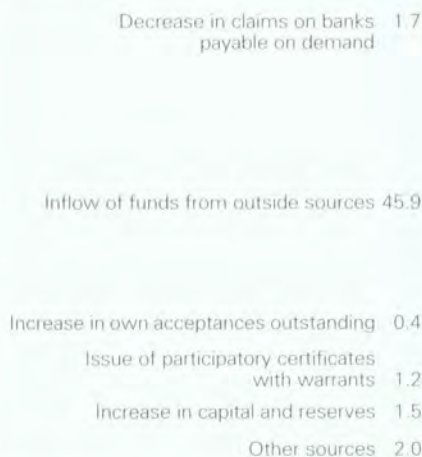 Decrease in claims on banks 1.7
payable on demand
Inflow of funds from outside sources 45.9
Increase in own acceptances outstanding 0.4
Issue of participatory certificates
with warrants 1.2
Increase in capital and reserves 1.5
Other sources 2.0